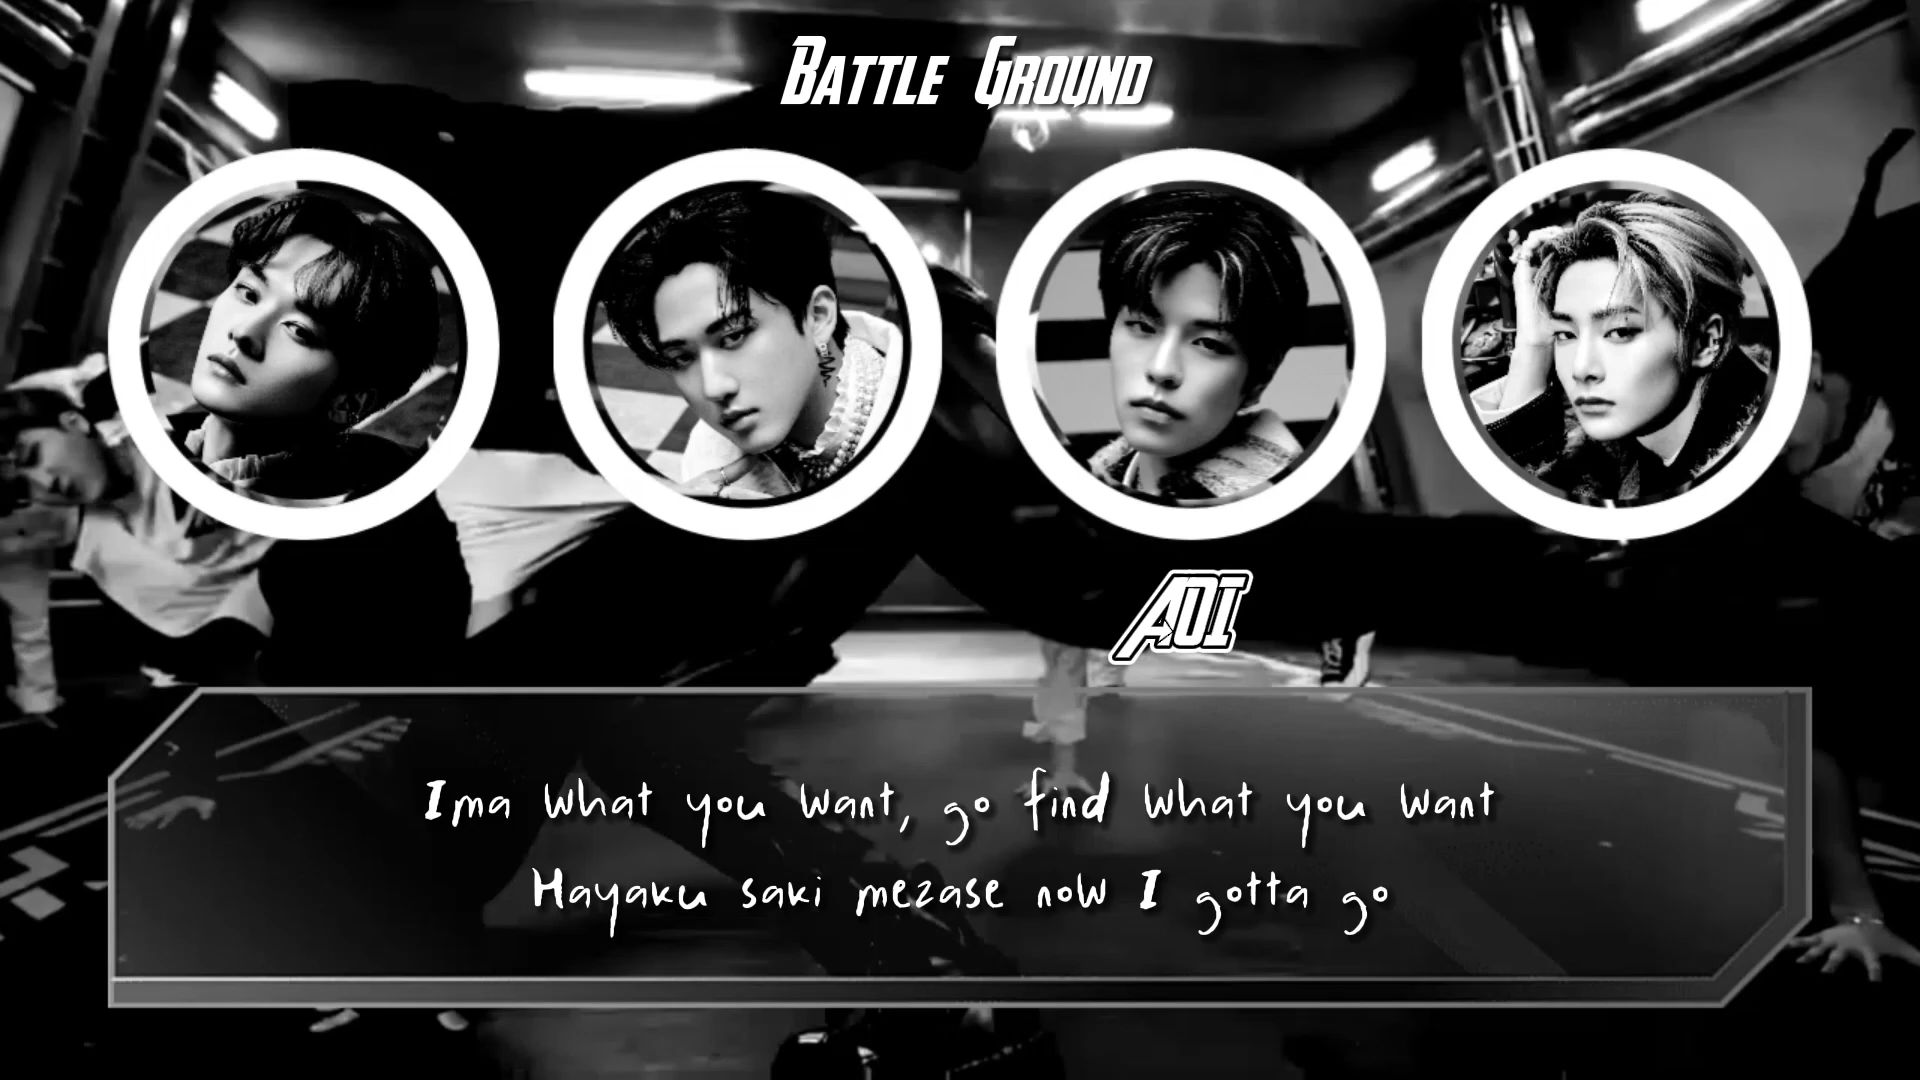 Battle Ground
AOI
Ima what you want, go find what you want
Hayaku saki mezase now I gotta go